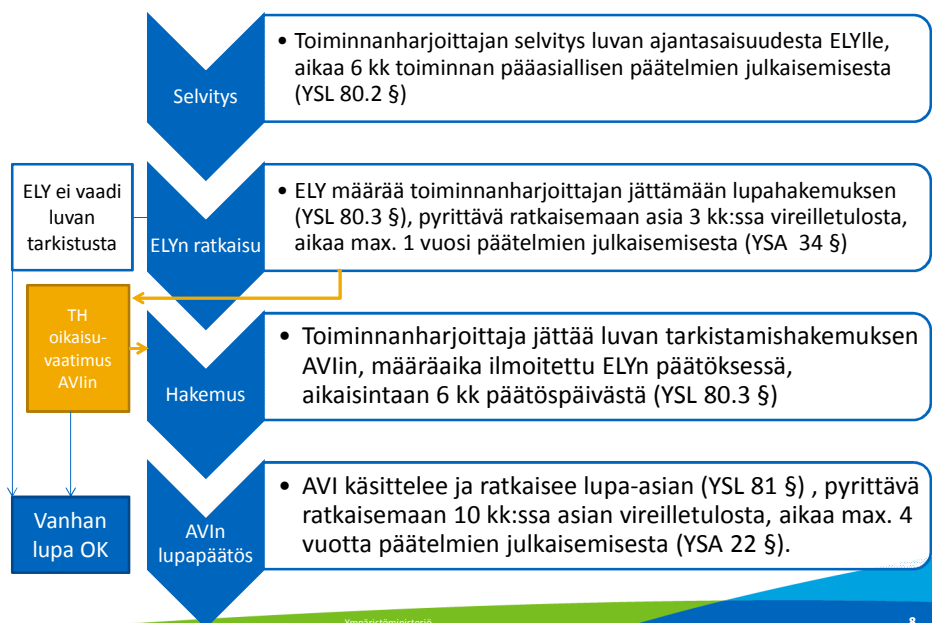 Selvitys
• Toiminnanharjoittajan selvitys luvan ajantasaisuudesta ELYlle,
aikaa 6 kk toiminnan pääasiallisen päätelmien julkaisemisesta
(YSL 80.2 §)
ELY ei vaadi
luvan
tarkistusta
ELYn ratkaisu
• ELY määrää toiminnanharjoittajan jättämään lupahakemuksen
(YSL 80.3 §), pyrittävä ratkaisemaan asia 3 kk:ssa vireilletulosta,
aikaa max. 1 vuosi päätelmien julkaisemisesta (YSA 34 §)
TH
oikaisu-
vaatimus
AVIin
Hakemus
• Toiminnanharjoittaja jättää luvan tarkistamishakemuksen
AVIin, määräaika ilmoitettu ELYn päätöksessä,
aikaisintaan 6 kk päätöspäivästä (YSL 80.3 §)
Vanhan
lupa OK
AVIn
lupapäätös
• AVI käsittelee ja ratkaisee lupa-asian (YSL 81 §) , pyrittävä
ratkaisemaan 10 kk:ssa asian vireilletulosta, aikaa max. 4
vuotta päätelmien julkaisemisesta (YSA 22 §).
Ympäristöministeriö
8